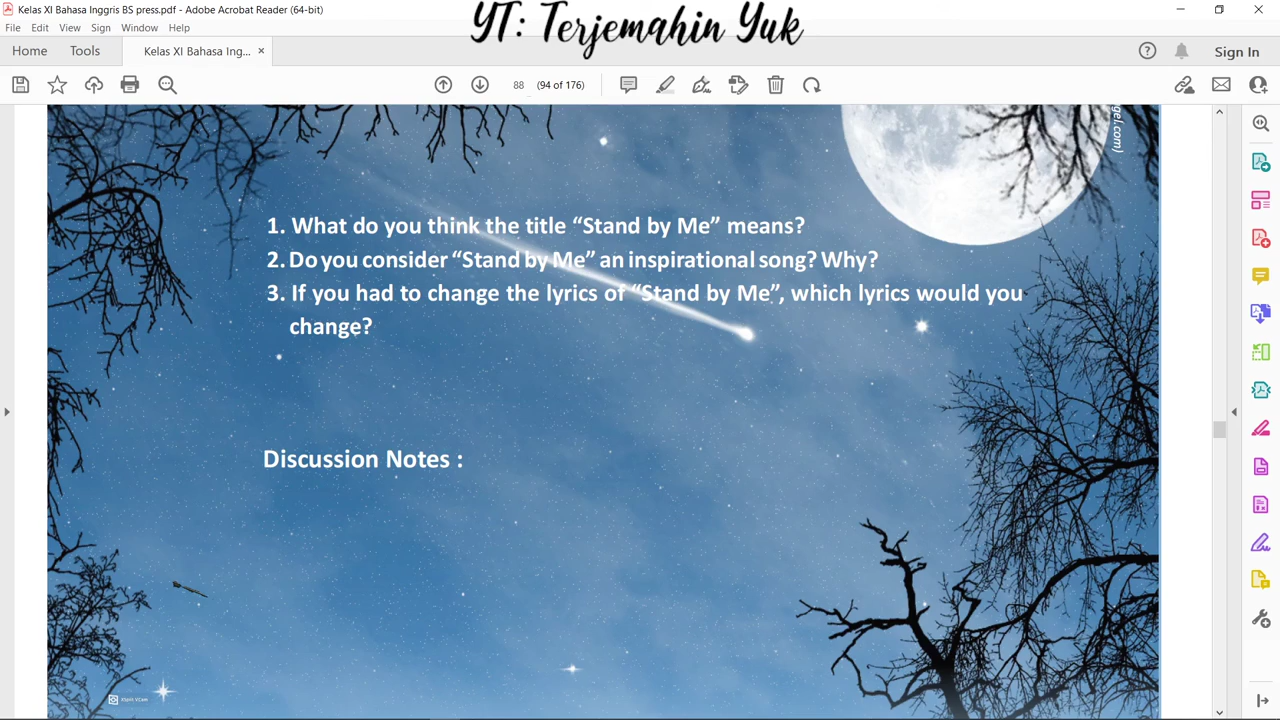 Kelas XI Bahasa Inggris BS press.pdf - Adobe Acrobat Reader (64-bit)
YT: Terjemahin Yuk
File Edit View Sign Window Help
Home Tools Kelas XI Bahasa Ing... × Sign In
88 (94 of 176)
gel.com)
1. What do you think the title “Stand by Me” means?
2. Do you consider “Stand by Me” an inspirational song? Why?
3. If you had to change the lyrics of “Stand by Me”, which lyrics would you
change?
Discussion Notes :